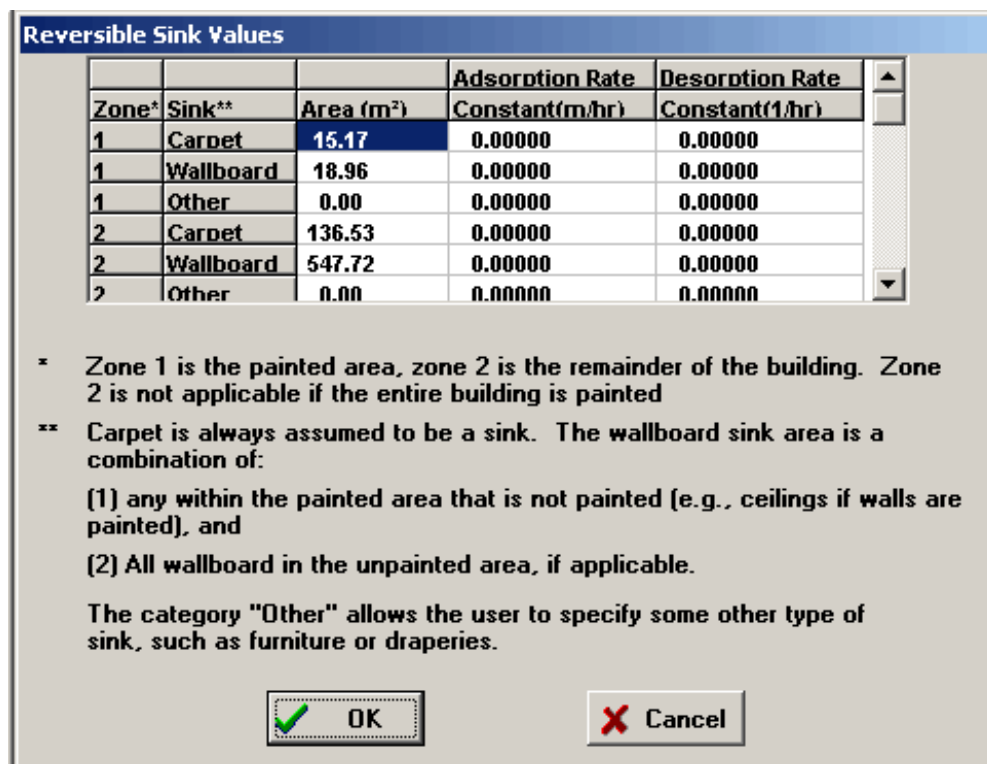 Reversible Sink Values
Adsorption Rate Desorption Rate
Zone* Sink** Area (m²) Constant(m/hr) Constant(1/hr)
1 Carpet 15.17 0.00000 0.00000
1 Wallboard 18.96 0.00000 0.00000
1 Other 0.00 0.00000 0.00000
2 Carpet 136.53 0.00000 0.00000
2 Wallboard 547.72 0.00000 0.00000
2 Other 0.00 0.00000 0.00000
* Zone 1 is the painted area, zone 2 is the remainder of the building. Zone
2 is not applicable if the entire building is painted
** Carpet is always assumed to be a sink. The wallboard sink area is a
combination of:
(1) any within the painted area that is not painted (e.g., ceilings if walls are
painted), and
(2) All wallboard in the unpainted area, if applicable.
The category "Other" allows the user to specify some other type of
sink, such as furniture or draperies.
OK Cancel